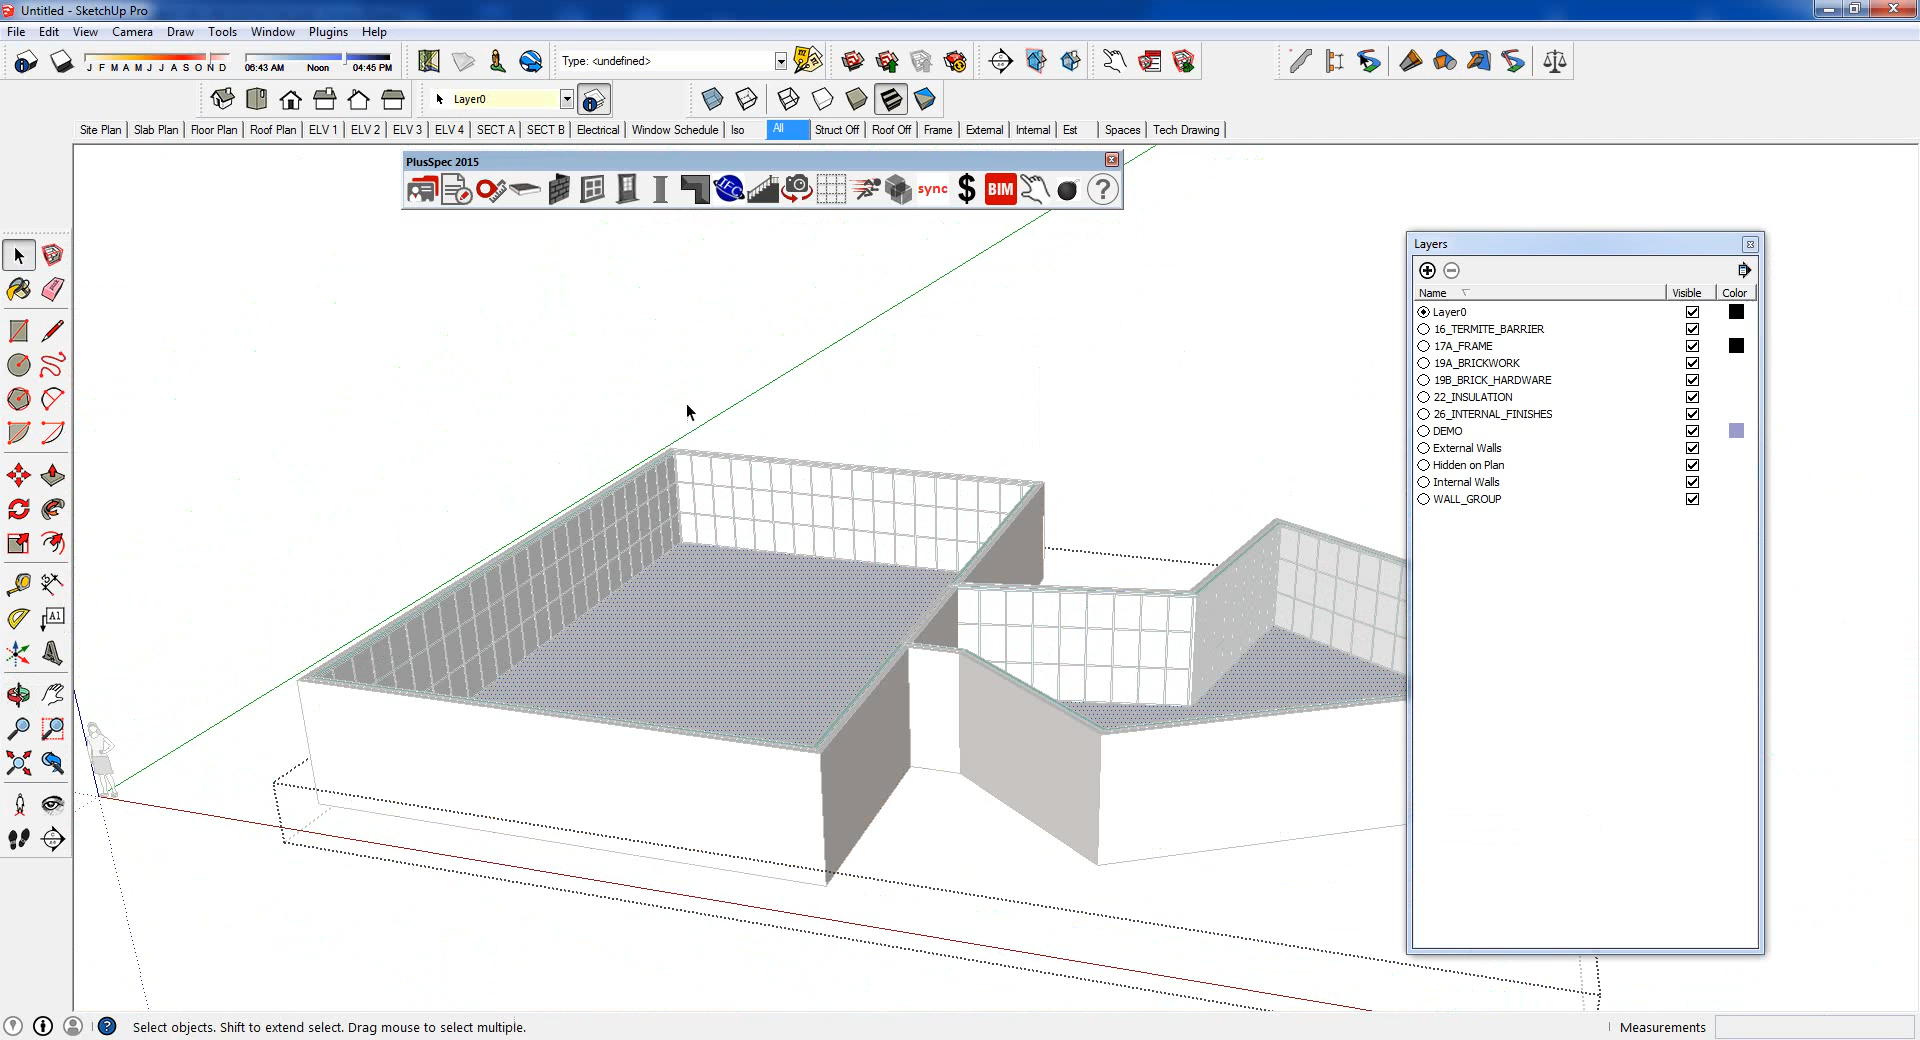 Untitled - SketchUp Pro
File Edit View Camera Draw Tools Window Plugins Help
J F M A M J J A S O N D 06:43 AM Noon 04:45 PM Type: <undefined>
Layer0
Site Plan Slab Plan Floor Plan Roof Plan ELV 1 ELV 2 ELV 3 ELV 4 SECT A SECT B Electrical Window Schedule Iso All Struct Off Roof Off Frame External Internal Est Spaces Tech Drawing
PlusSpec 2015
IFC sync $ BIM ?
Layers
Name Visible Color
Layer0
16_TERMITE_BARRIER
17A_FRAME
19A_BRICKWORK
19B_BRICK_HARDWARE
22_INSULATION
26_INTERNAL_FINISHES
DEMO
External Walls
Hidden on Plan
Internal Walls
WALL_GROUP
A1
Select objects. Shift to extend select. Drag mouse to select multiple. Measurements